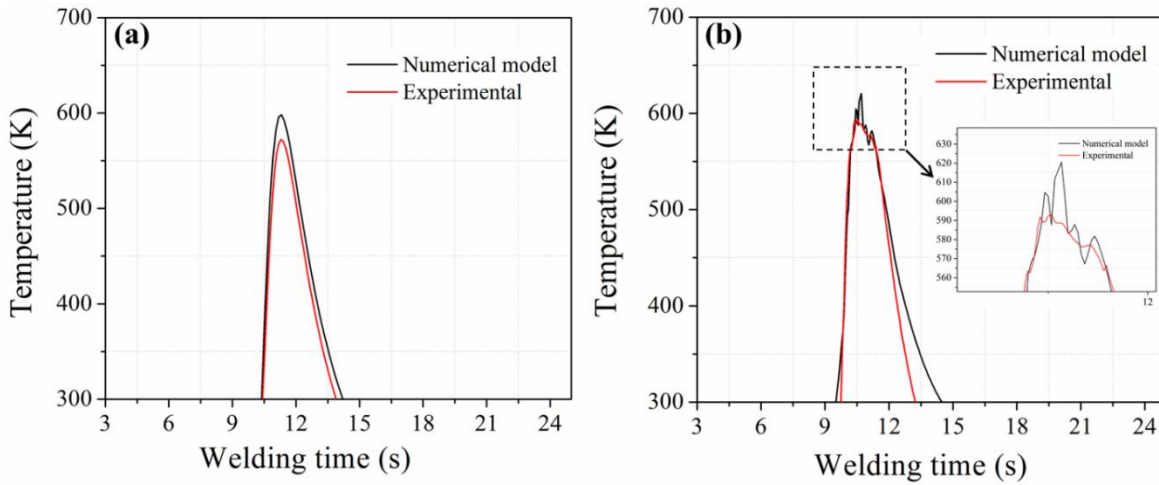 (a)
Numerical model
Experimental
Temperature (K)
700
600
500
400
300
3 6 9 12 15 18 21 24
Welding time (s)
(b)
Numerical model
Experimental
Temperature (K)
700
600
500
400
300
3 6 9 12 15 18 21 24
Welding time (s)
Numerical model
Experimental
630
620
610
600
590
580
570
560
12